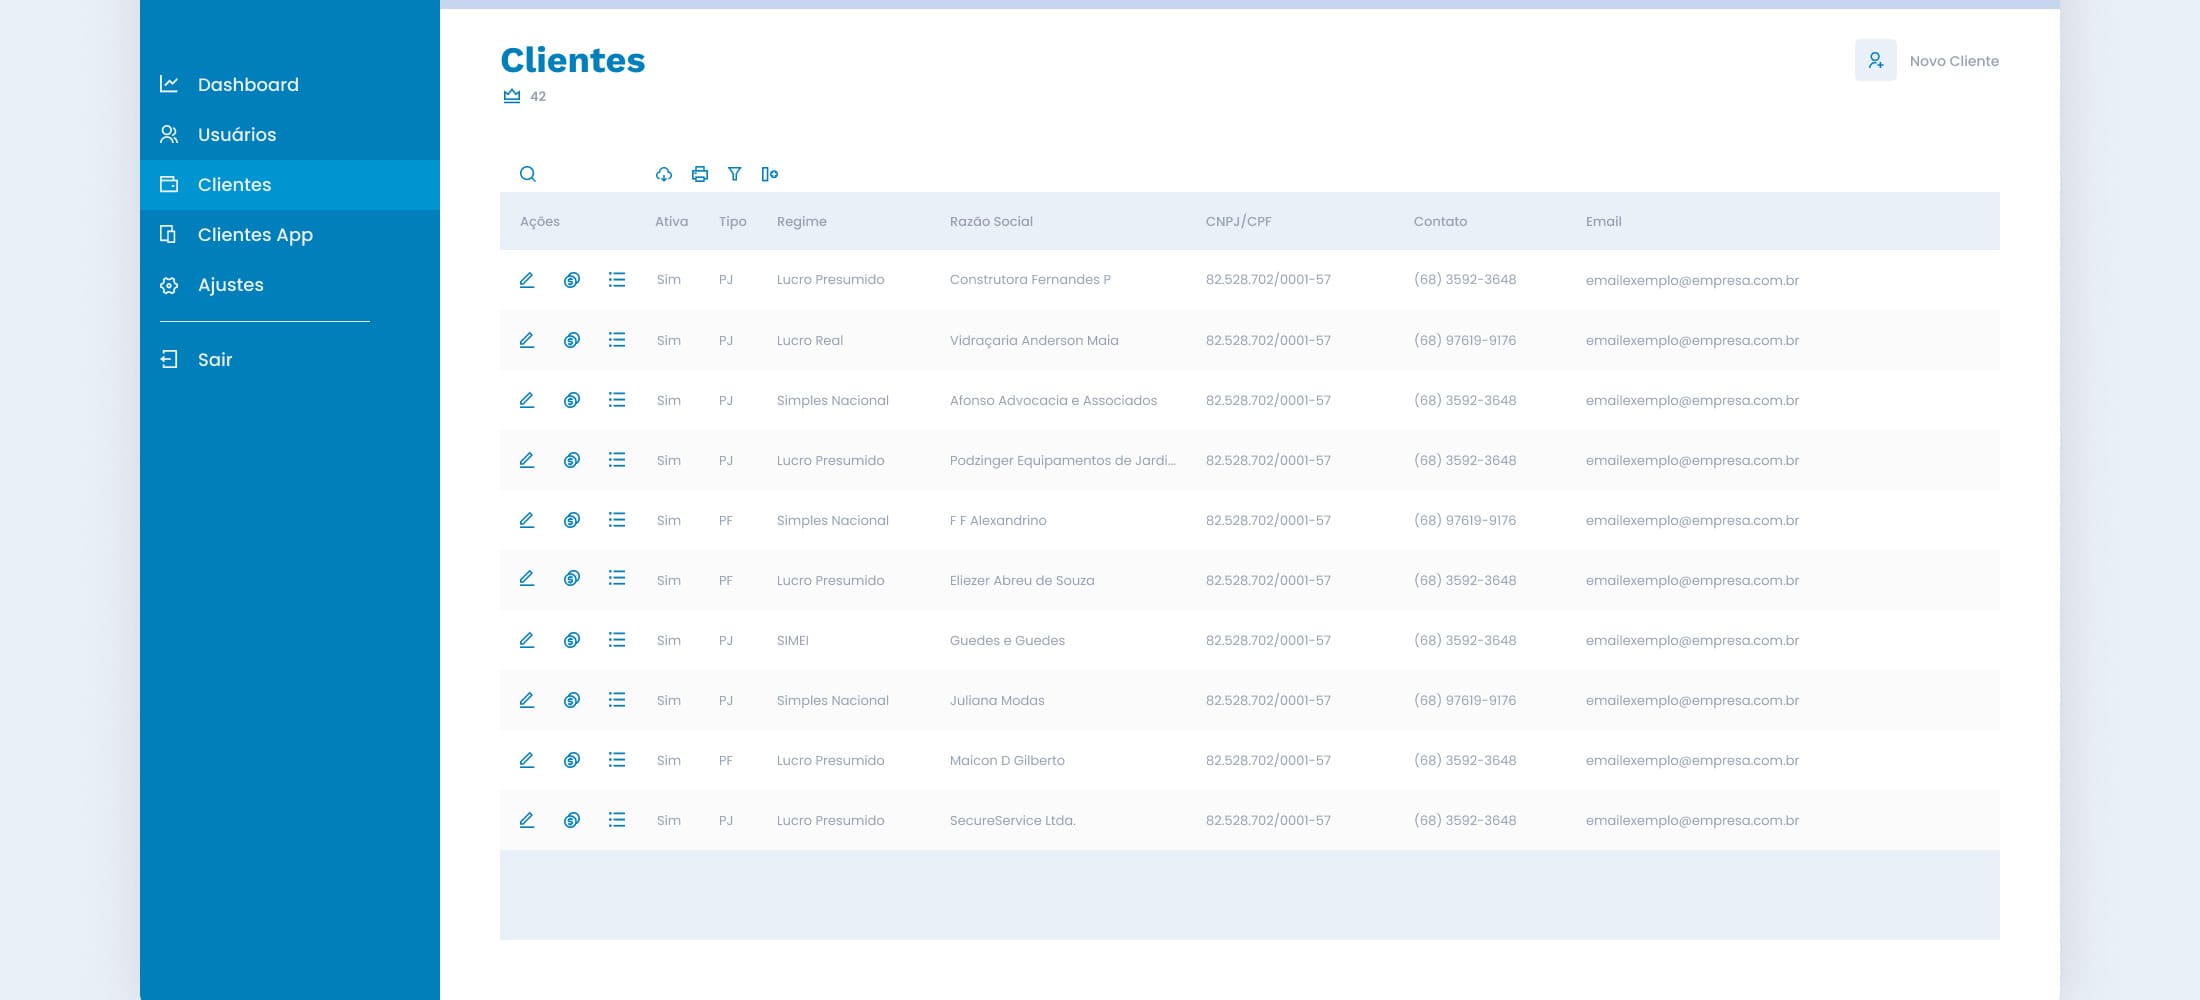 Dashboard
Usuários
Clientes
Clientes App
Ajustes
Sair
Clientes
42
Novo Cliente
Ações Ativa Tipo Regime Razão Social CNPJ/CPF Contato Email
Sim PJ Lucro Presumido Construtora Fernandes P 82.528.702/0001-57 (68) 3592-3648 emailexemplo@empresa.com.br
Sim PJ Lucro Real Vidraçaria Anderson Maia 82.528.702/0001-57 (68) 97619-9176 emailexemplo@empresa.com.br
Sim PJ Simples Nacional Afonso Advocacia e Associados 82.528.702/0001-57 (68) 3592-3648 emailexemplo@empresa.com.br
Sim PJ Lucro Presumido Podzinger Equipamentos de Jardi... 82.528.702/0001-57 (68) 3592-3648 emailexemplo@empresa.com.br
Sim PF Simples Nacional F F Alexandrino 82.528.702/0001-57 (68) 97619-9176 emailexemplo@empresa.com.br
Sim PF Lucro Presumido Eliezer Abreu de Souza 82.528.702/0001-57 (68) 3592-3648 emailexemplo@empresa.com.br
Sim PJ SIMEI Guedes e Guedes 82.528.702/0001-57 (68) 3592-3648 emailexemplo@empresa.com.br
Sim PJ Simples Nacional Juliana Modas 82.528.702/0001-57 (68) 97619-9176 emailexemplo@empresa.com.br
Sim PF Lucro Presumido Maicon D Gilberto 82.528.702/0001-57 (68) 3592-3648 emailexemplo@empresa.com.br
Sim PJ Lucro Presumido SecureService Ltda. 82.528.702/0001-57 (68) 3592-3648 emailexemplo@empresa.com.br